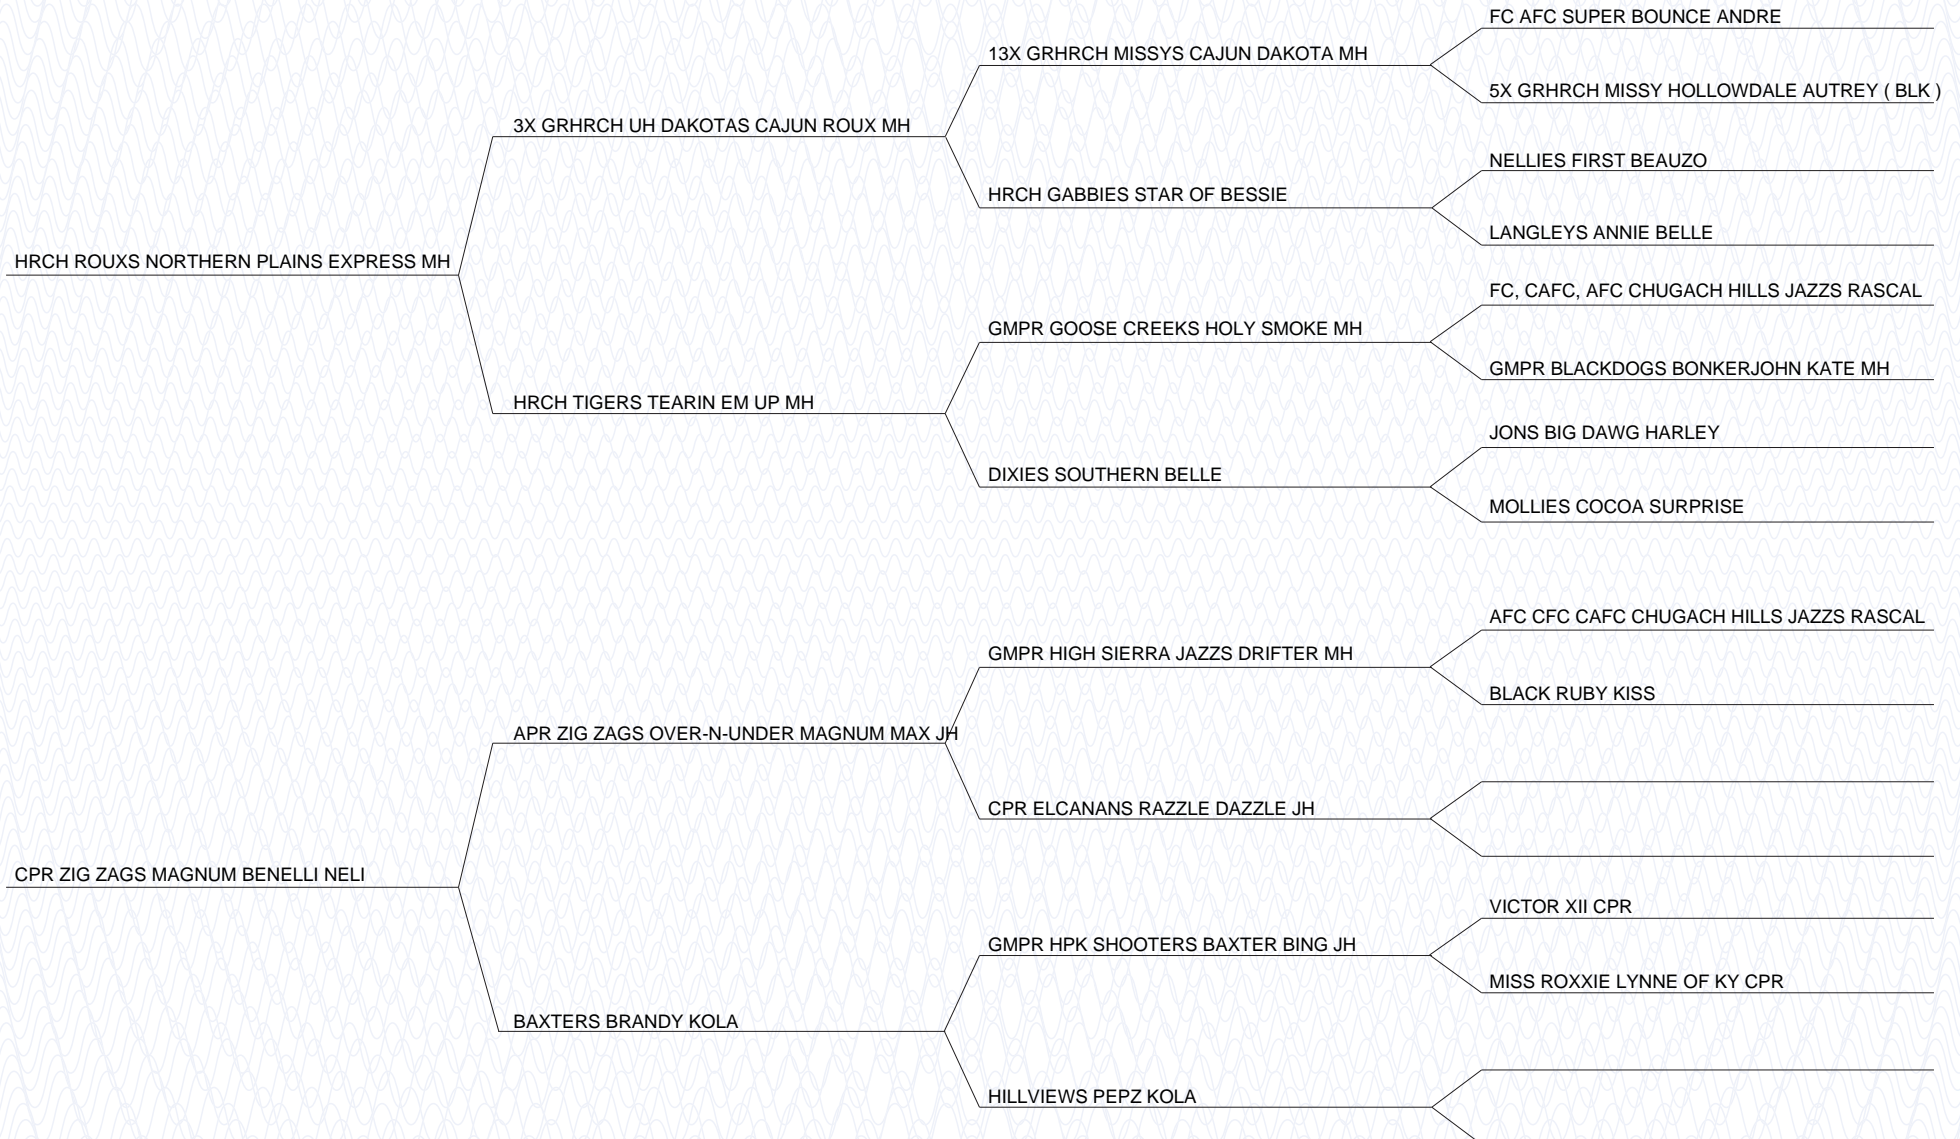 FC AFC SUPER BOUNCE ANDRE
13X GRHRCH MISSYS CAJUN DAKOTA MH
5X GRHRCH MISSY HOLLOWDALE AUTREY ( BLK )
3X GRHRCH UH DAKOTAS CAJUN ROUX MH
NELLIES FIRST BEAUZO
HRCH GABBIES STAR OF BESSIE
LANGLEYS ANNIE BELLE
HRCH ROUXS NORTHERN PLAINS EXPRESS MH
FC, CAFC, AFC CHUGACH HILLS JAZZS RASCAL
GMPR GOOSE CREEKS HOLY SMOKE MH
GMPR BLACKDOGS BONKERJOHN KATE MH
HRCH TIGERS TEARIN EM UP MH
JONS BIG DAWG HARLEY
DIXIES SOUTHERN BELLE
MOLLIES COCOA SURPRISE
AFC CFC CAFC CHUGACH HILLS JAZZS RASCAL
GMPR HIGH SIERRA JAZZS DRIFTER MH
BLACK RUBY KISS
APR ZIG ZAGS OVER-N-UNDER MAGNUM MAX JH
CPR ELCANANS RAZZLE DAZZLE JH
CPR ZIG ZAGS MAGNUM BENELLI NELI
VICTOR XII CPR
GMPR HPK SHOOTERS BAXTER BING JH
MISS ROXXIE LYNNE OF KY CPR
BAXTERS BRANDY KOLA
HILLVIEWS PEPZ KOLA